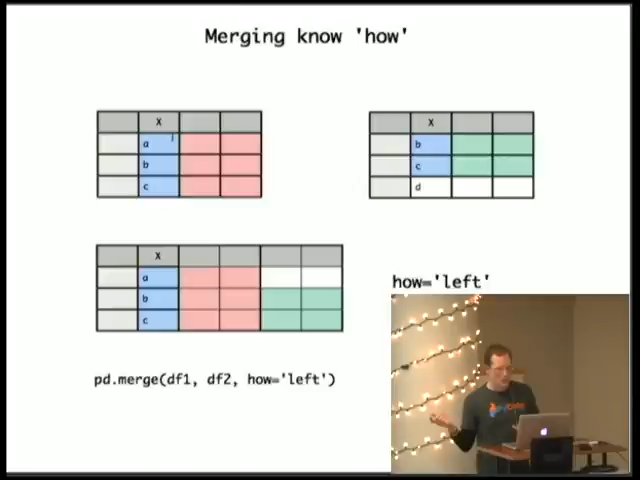 Merging know 'how'
x
a
b
c
x
b
c
d
x
a
b
c
how='left'
pd.merge(df1, df2, how='left')